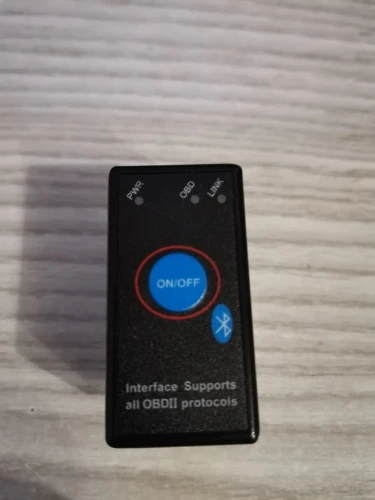 PWR OBD LINK
ON/OFF
Interface Supports
all OBDII protocols